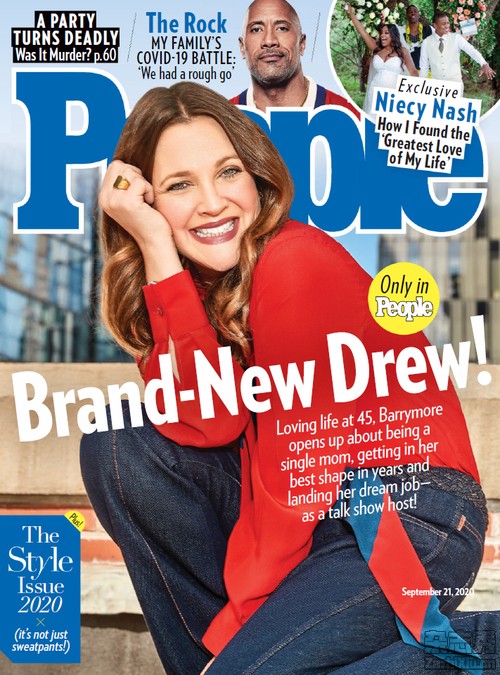 A PARTY
TURNS DEADLY
Was It Murder? p.60
The Rock
MY FAMILY'S
COVID-19 BATTLE:
'We had a rough go'
Exclusive
Niecy Nash
How I Found the
'Greatest Love
of My Life'
People
Only in
People
Brand-New Drew!
Loving life at 45, Barrymore
opens up about being a
single mom, getting in her
best shape in years and
landing her dream job—
as a talk show host!
Plus!
The
Style
Issue
2020
×
(it's not just
sweatpants!)
September 21, 2020